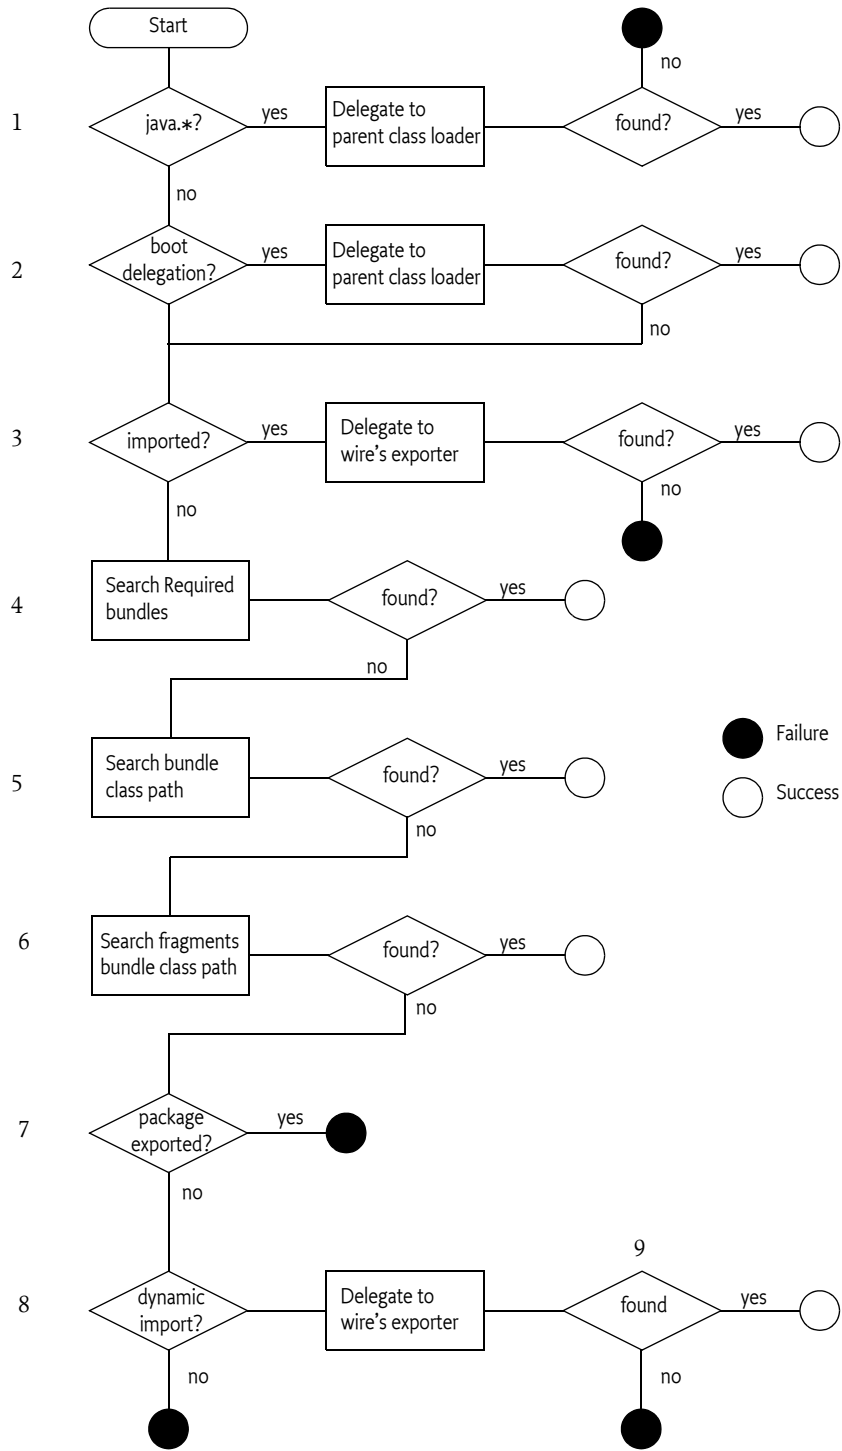 Start
no
1
java.*?
yes
Delegate to
parent class loader
found?
yes
no
2
boot
delegation?
yes
Delegate to
parent class loader
found?
yes
no
3
imported?
yes
Delegate to
wire's exporter
found?
yes
no
no
4
Search Required
bundles
found?
yes
no
Failure
Success
5
Search bundle
class path
found?
yes
no
6
Search fragments
bundle class path
found?
yes
no
7
package
exported?
yes
no
9
8
dynamic
import?
Delegate to
wire's exporter
found
yes
no
no